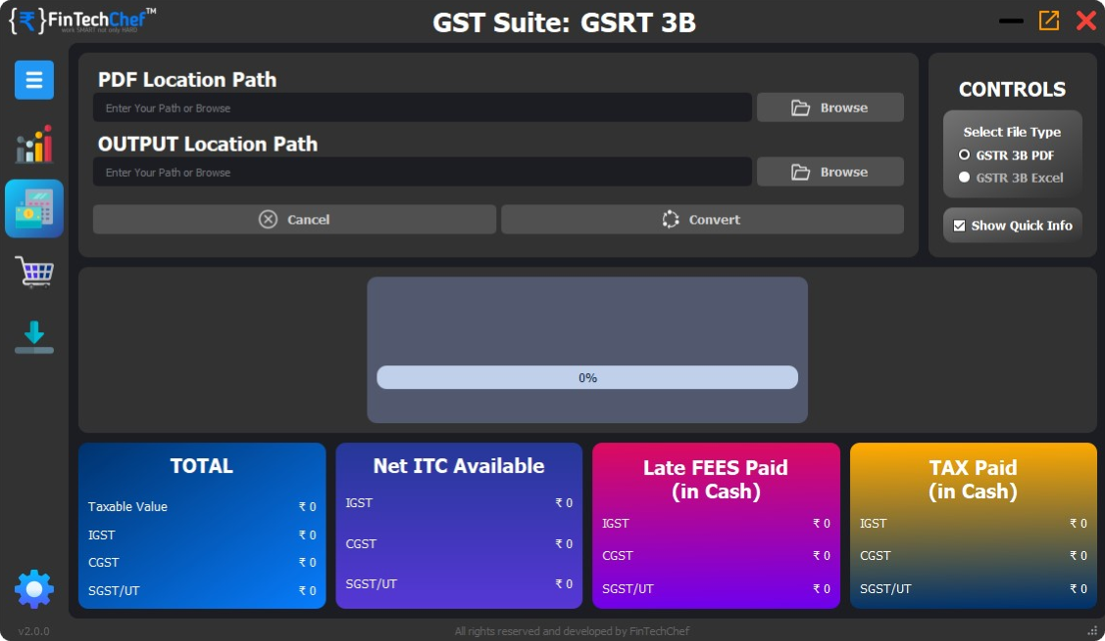 {₹}FinTechChef™
work SMART not only HARD
GST Suite: GSRT 3B
PDF Location Path
Enter Your Path or Browse
Browse
OUTPUT Location Path
Enter Your Path or Browse
Browse
Cancel
Convert
CONTROLS
Select File Type
GSTR 3B PDF
GSTR 3B Excel
Show Quick Info
0%
TOTAL
Taxable Value ₹ 0
IGST ₹ 0
CGST ₹ 0
SGST/UT ₹ 0
Net ITC Available
IGST ₹ 0
CGST ₹ 0
SGST/UT ₹ 0
Late FEES Paid
(in Cash)
IGST ₹ 0
CGST ₹ 0
SGST/UT ₹ 0
TAX Paid
(in Cash)
IGST ₹ 0
CGST ₹ 0
SGST/UT ₹ 0
v2.0.0
All rights reserved and developed by FinTechChef